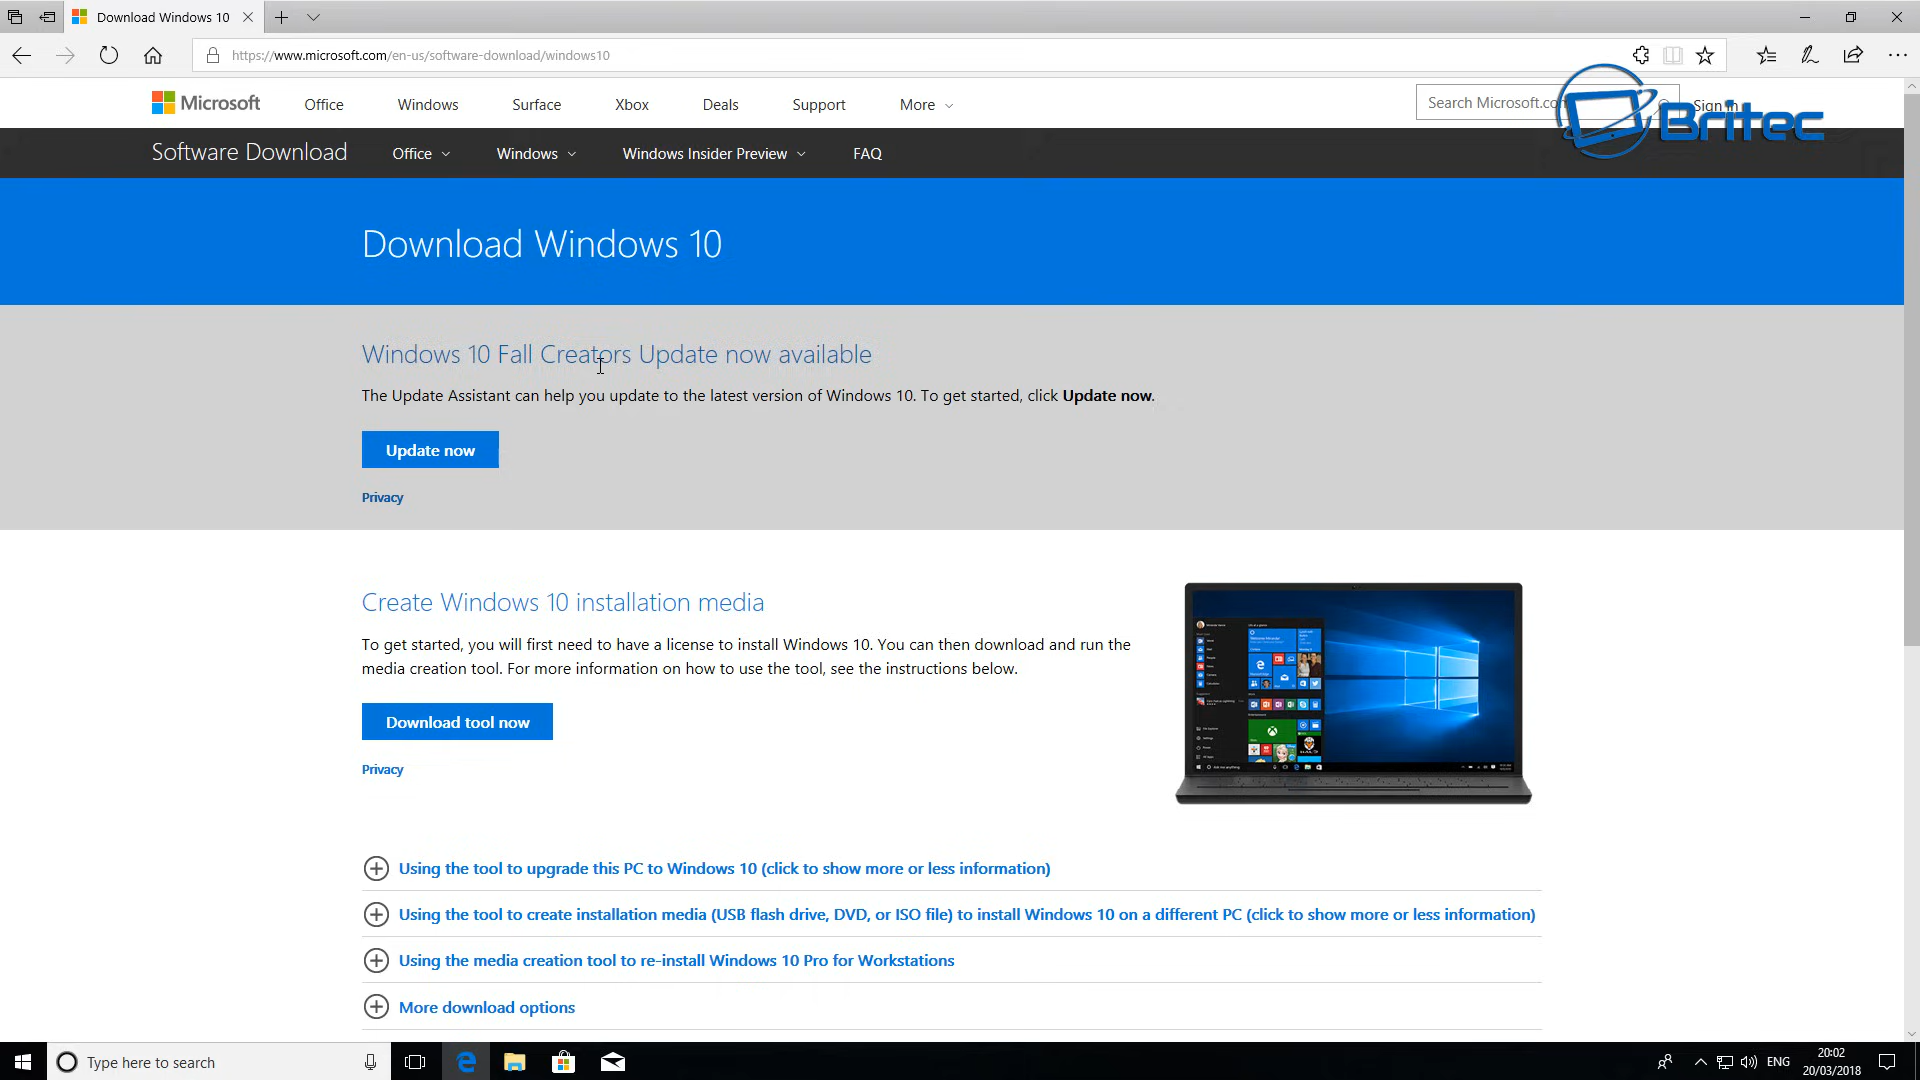 Download Windows 10
https://www.microsoft.com/en-us/software-download/windows10
Microsoft Office Windows Surface Xbox Deals Support More Search Microsoft.com Sign in
Britec
Software Download Office Windows Windows Insider Preview FAQ
Download Windows 10
Windows 10 Fall Creators Update now available
The Update Assistant can help you update to the latest version of Windows 10. To get started, click Update now.
Update now
Privacy
Create Windows 10 installation media
To get started, you will first need to have a license to install Windows 10. You can then download and run the
media creation tool. For more information on how to use the tool, see the instructions below.
Download tool now
Privacy
Using the tool to upgrade this PC to Windows 10 (click to show more or less information)
Using the tool to create installation media (USB flash drive, DVD, or ISO file) to install Windows 10 on a different PC (click to show more or less information)
Using the media creation tool to re-install Windows 10 Pro for Workstations
More download options
Type here to search
ENG
20:02
20/03/2018